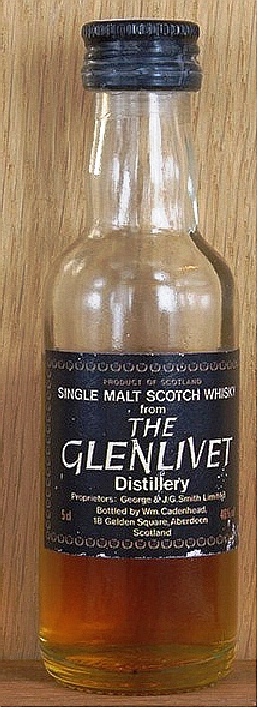 PRODUCT OF SCOTLAND
SINGLE MALT SCOTCH WHISKY
from
THE
GLENLIVET
Distillery
Proprietors: George & J.G. Smith Limited
Bottled by Wm. Cadenhead,
18 Golden Square, Aberdeen
Scotland
5cl